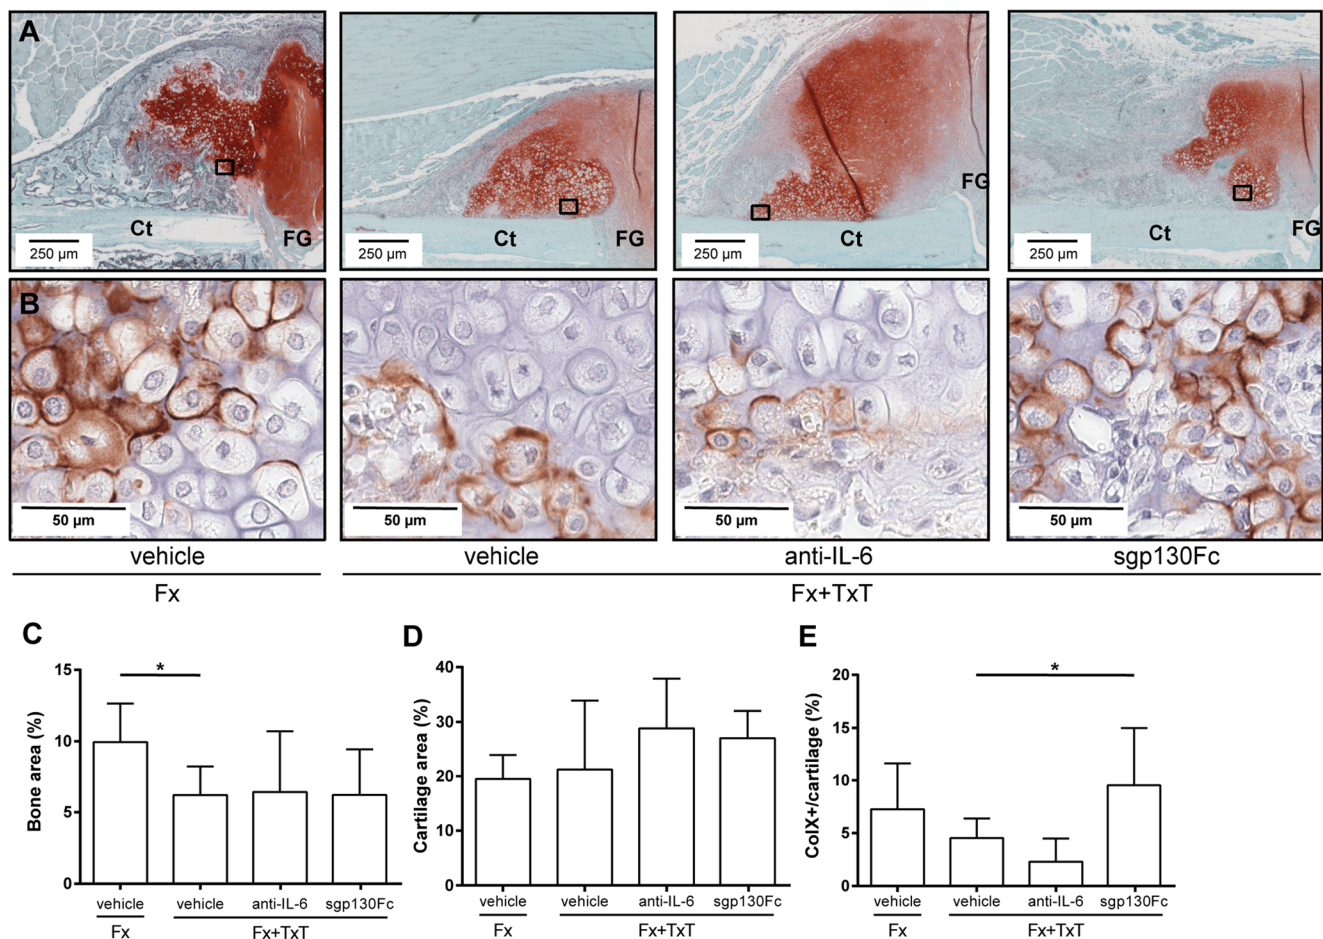 A
Ct
FG
250 µm
Ct
FG
250 µm
Ct
FG
250 µm
Ct
FG
250 µm
B
50 µm
50 µm
50 µm
50 µm
vehicle
vehicle
anti-IL-6
sgp130Fc
Fx
Fx+TxT
C
*
Bone area (%)
15
10
5
0
vehicle
vehicle
anti-IL-6
sgp130Fc
Fx
Fx+TxT
D
Cartilage area (%)
40
30
20
10
0
vehicle
vehicle
anti-IL-6
sgp130Fc
Fx
Fx+TxT
E
*
ColX+/cartilage (%)
20
15
10
5
0
vehicle
vehicle
anti-IL-6
sgp130Fc
Fx
Fx+TxT